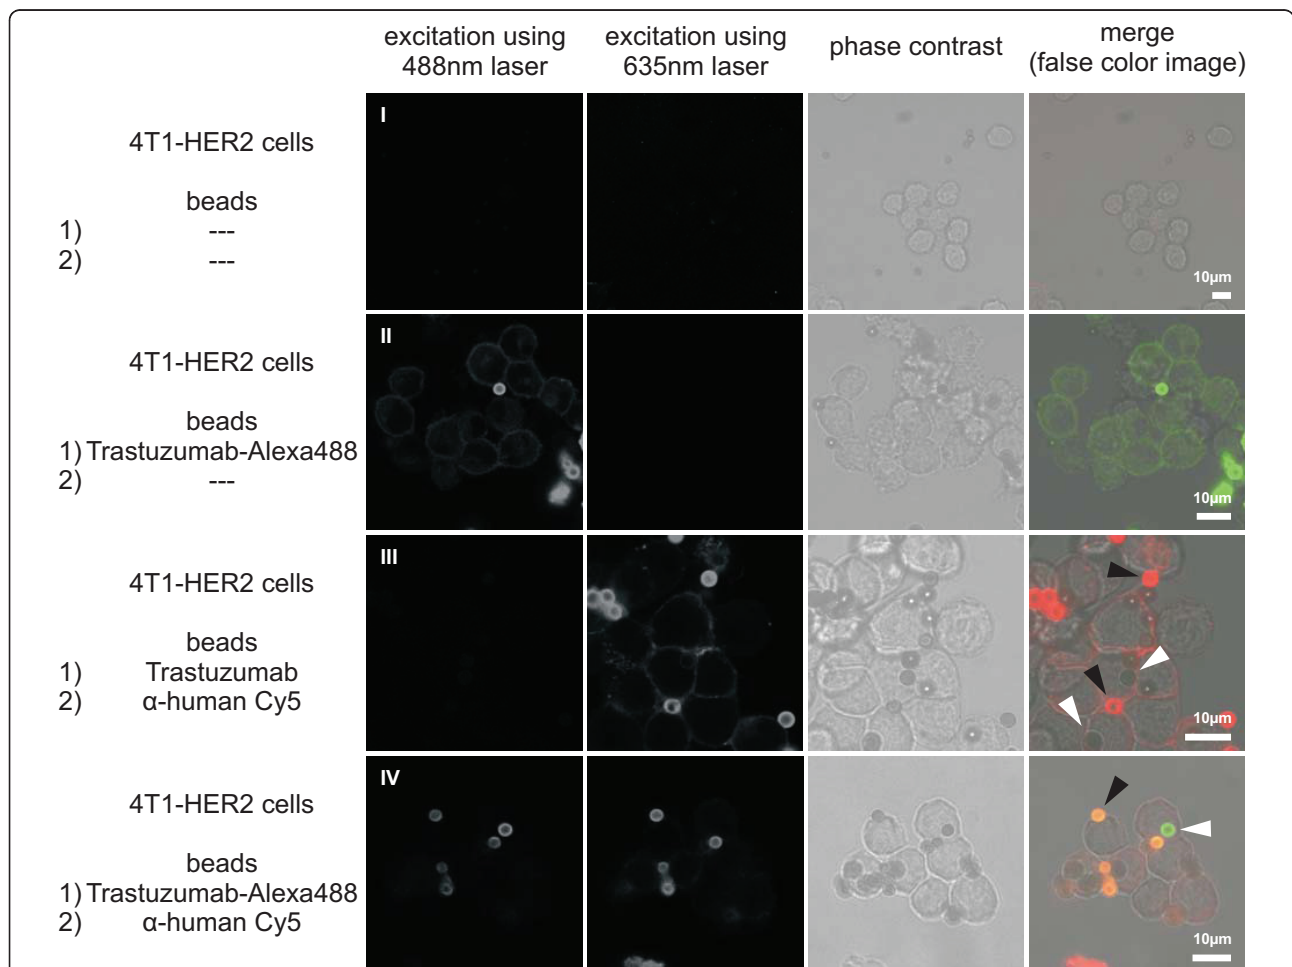 excitation using
488nm laser
excitation using
635nm laser
phase contrast
merge
(false color image)
4T1-HER2 cells
beads
1) ---
2) ---
I
10µm
4T1-HER2 cells
beads
1) Trastuzumab-Alexa488
2) ---
II
10µm
4T1-HER2 cells
beads
1) Trastuzumab
2) α-human Cy5
III
10µm
4T1-HER2 cells
beads
1) Trastuzumab-Alexa488
2) α-human Cy5
IV
10µm